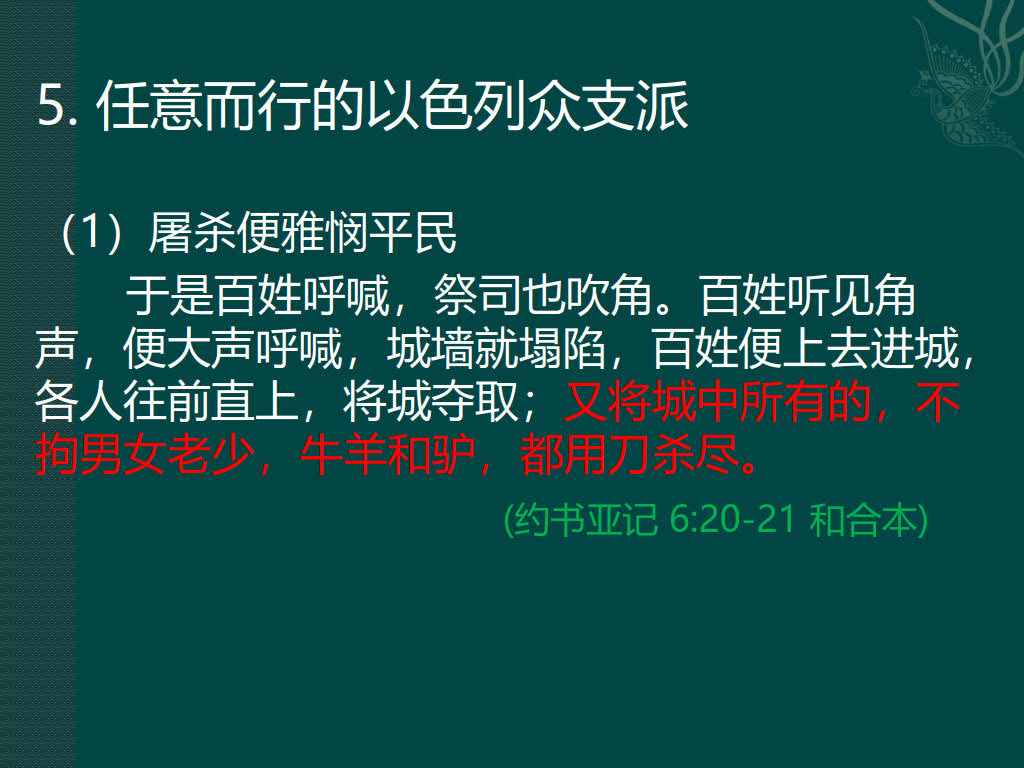 5. 任意而行的以色列众支派
（1）屠杀便雅悯平民
于是百姓呼喊，祭司也吹角。百姓听见角
声，便大声呼喊，城墙就塌陷，百姓便上去进城，
各人往前直上，将城夺取；又将城中所有的，不
拘男女老少，牛羊和驴，都用刀杀尽。
(约书亚记 6:20-21 和合本)